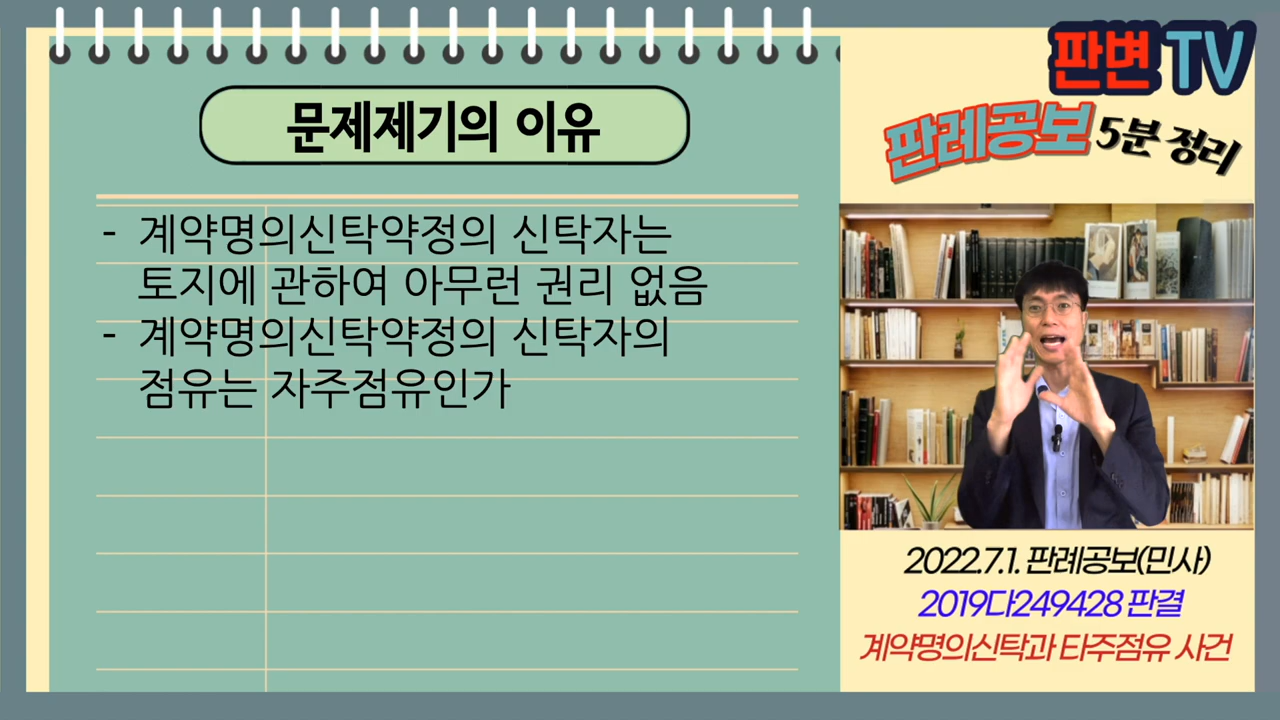 문제제기의 이유
- 계약명의신탁약정의 신탁자는
토지에 관하여 아무런 권리 없음
- 계약명의신탁약정의 신탁자의
점유는 자주점유인가
판변 TV
판례공보 5분 정리
2022.7.1. 판례공보(민사)
2019다249428 판결
계약명의신탁과 타주점유 사건